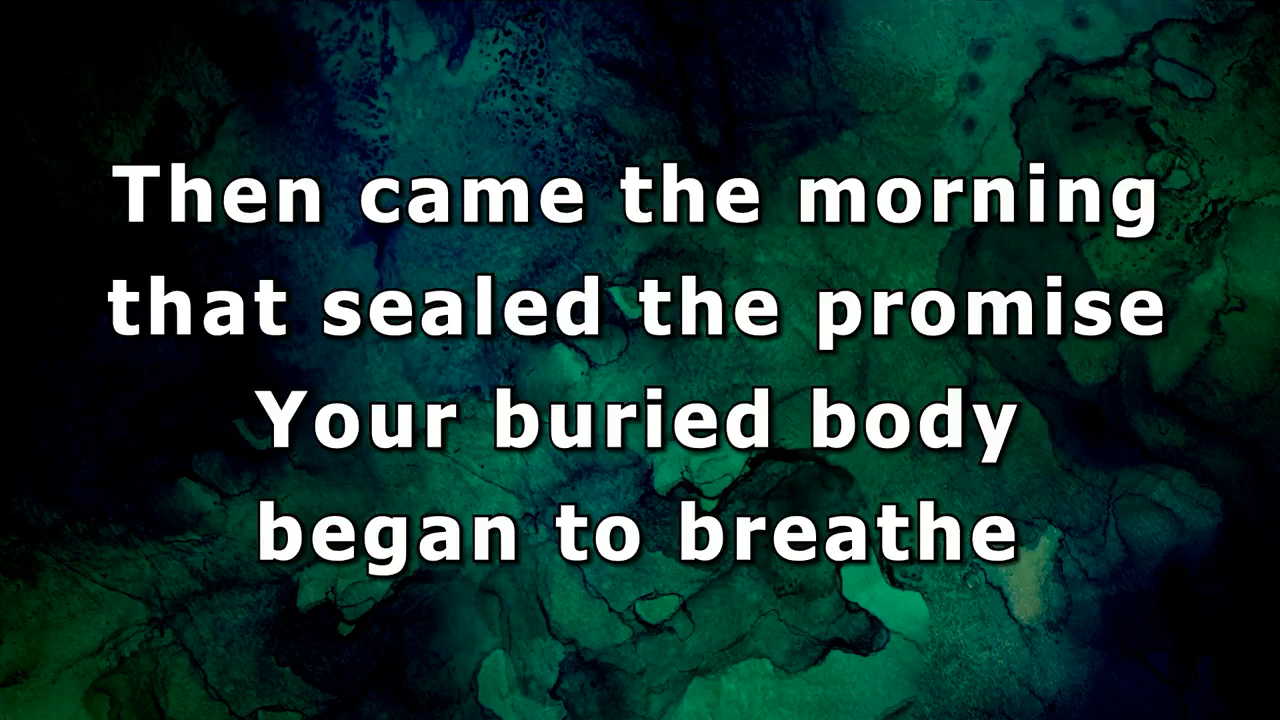 Then came the morning
that sealed the promise
Your buried body
began to breathe